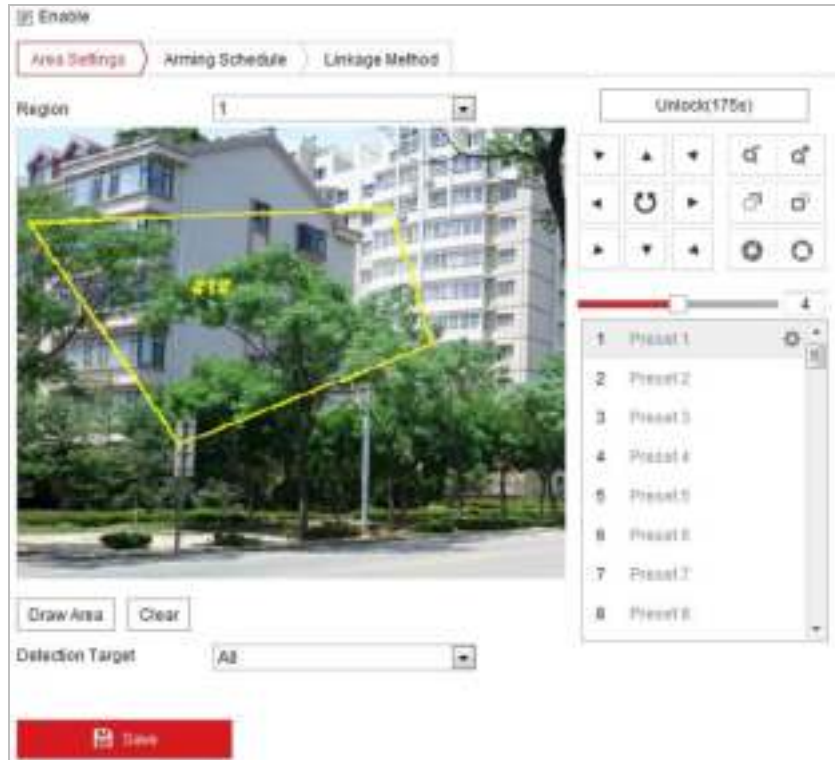 Enable
Area Settings
Arming Schedule
Linkage Method
Region
1
Unlock(175s)
4
1 Preset 1
2 Preset 2
3 Preset 3
4 Preset 4
5 Preset 5
6 Preset 6
7 Preset 7
8 Preset 8
Draw Area
Clear
Detection Target
All
Save